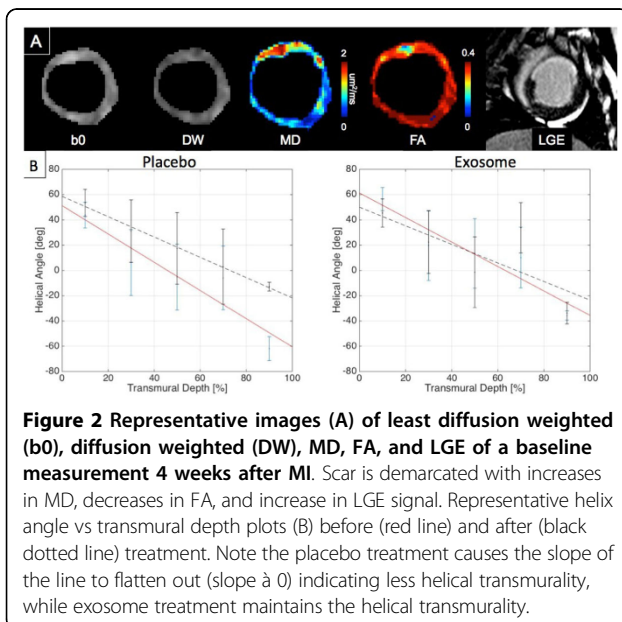 A
b0
DW
MD
2
um²/ms
0
FA
0.4
0
LGE
B
Placebo
Helical Angle [deg]
80
60
40
20
0
-20
-40
-60
-80
0 20 40 60 80 100
Transmural Depth [%]
Exosome
Helical Angle [deg]
80
60
40
20
0
-20
-40
-60
-80
0 20 40 60 80 100
Transmural Depth [%]
Figure 2 Representative images (A) of least diffusion weighted
(b0), diffusion weighted (DW), MD, FA, and LGE of a baseline
measurement 4 weeks after MI. Scar is demarcated with increases
in MD, decreases in FA, and increase in LGE signal. Representative helix
angle vs transmural depth plots (B) before (red line) and after (black
dotted line) treatment. Note the placebo treatment causes the slope of
the line to flatten out (slope à 0) indicating less helical transmurality,
while exosome treatment maintains the helical transmurality.